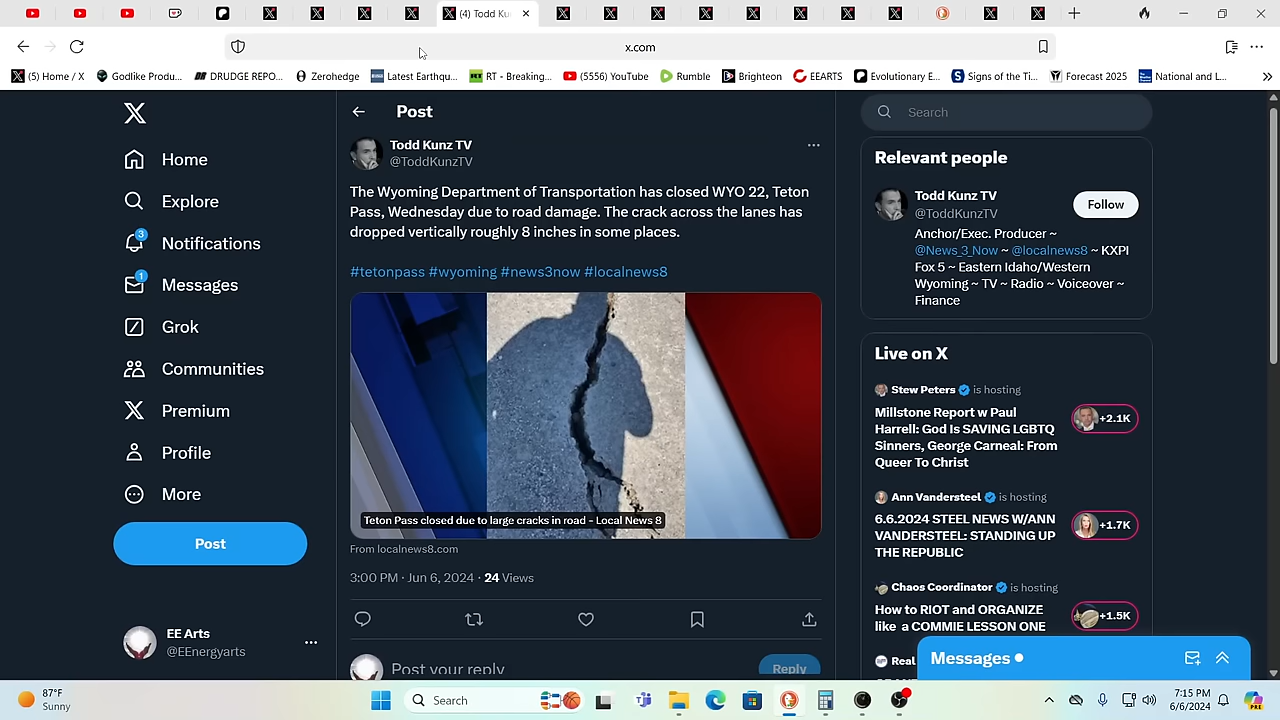 (4) Todd Ku
x.com
(5) Home / X
Godlike Produ...
DRUDGE REPO...
Zerohedge
Latest Earthqu...
RT - Breaking...
(5556) YouTube
Rumble
Brighteon
EEARTS
Evolutionary E...
Signs of the Ti...
Forecast 2025
National and L...
Post
Search
Todd Kunz TV
@ToddKunzTV
The Wyoming Department of Transportation has closed WYO 22, Teton
Pass, Wednesday due to road damage. The crack across the lanes has
dropped vertically roughly 8 inches in some places.
#tetonpass #wyoming #news3now #localnews8
Teton Pass closed due to large cracks in road - Local News 8
From localnews8.com
3:00 PM · Jun 6, 2024 · 24 Views
Post your reply
Reply
Home
Explore
3
Notifications
1
Messages
Grok
Communities
Premium
Profile
More
Post
EE Arts
@EEnergyarts
Relevant people
Todd Kunz TV
@ToddKunzTV
Follow
Anchor/Exec. Producer ~
@News_3_Now ~ @localnews8 ~ KXPI
Fox 5 ~ Eastern Idaho/Western
Wyoming ~ TV ~ Radio ~ Voiceover ~
Finance
Live on X
Stew Peters is hosting
Millstone Report w Paul
Harrell: God Is SAVING LGBTQ
Sinners, George Carneal: From
Queer To Christ
+2.1K
Ann Vandersteel is hosting
6.6.2024 STEEL NEWS W/ANN
VANDERSTEEL: STANDING UP
THE REPUBLIC
+1.7K
Chaos Coordinator is hosting
How to RIOT and ORGANIZE
like a COMMIE LESSON ONE
+1.5K
Real
Messages
87°F
Sunny
Search
7:15 PM
6/6/2024
PRE